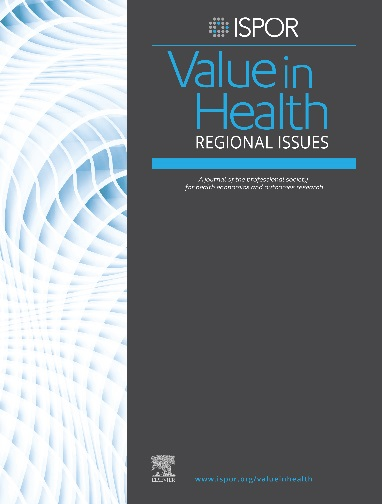 ISPOR
Value in
Health
REGIONAL ISSUES
A journal of the professional society
for health economics and outcomes research
ELSEVIER
www.ispor.org/valueinhealth